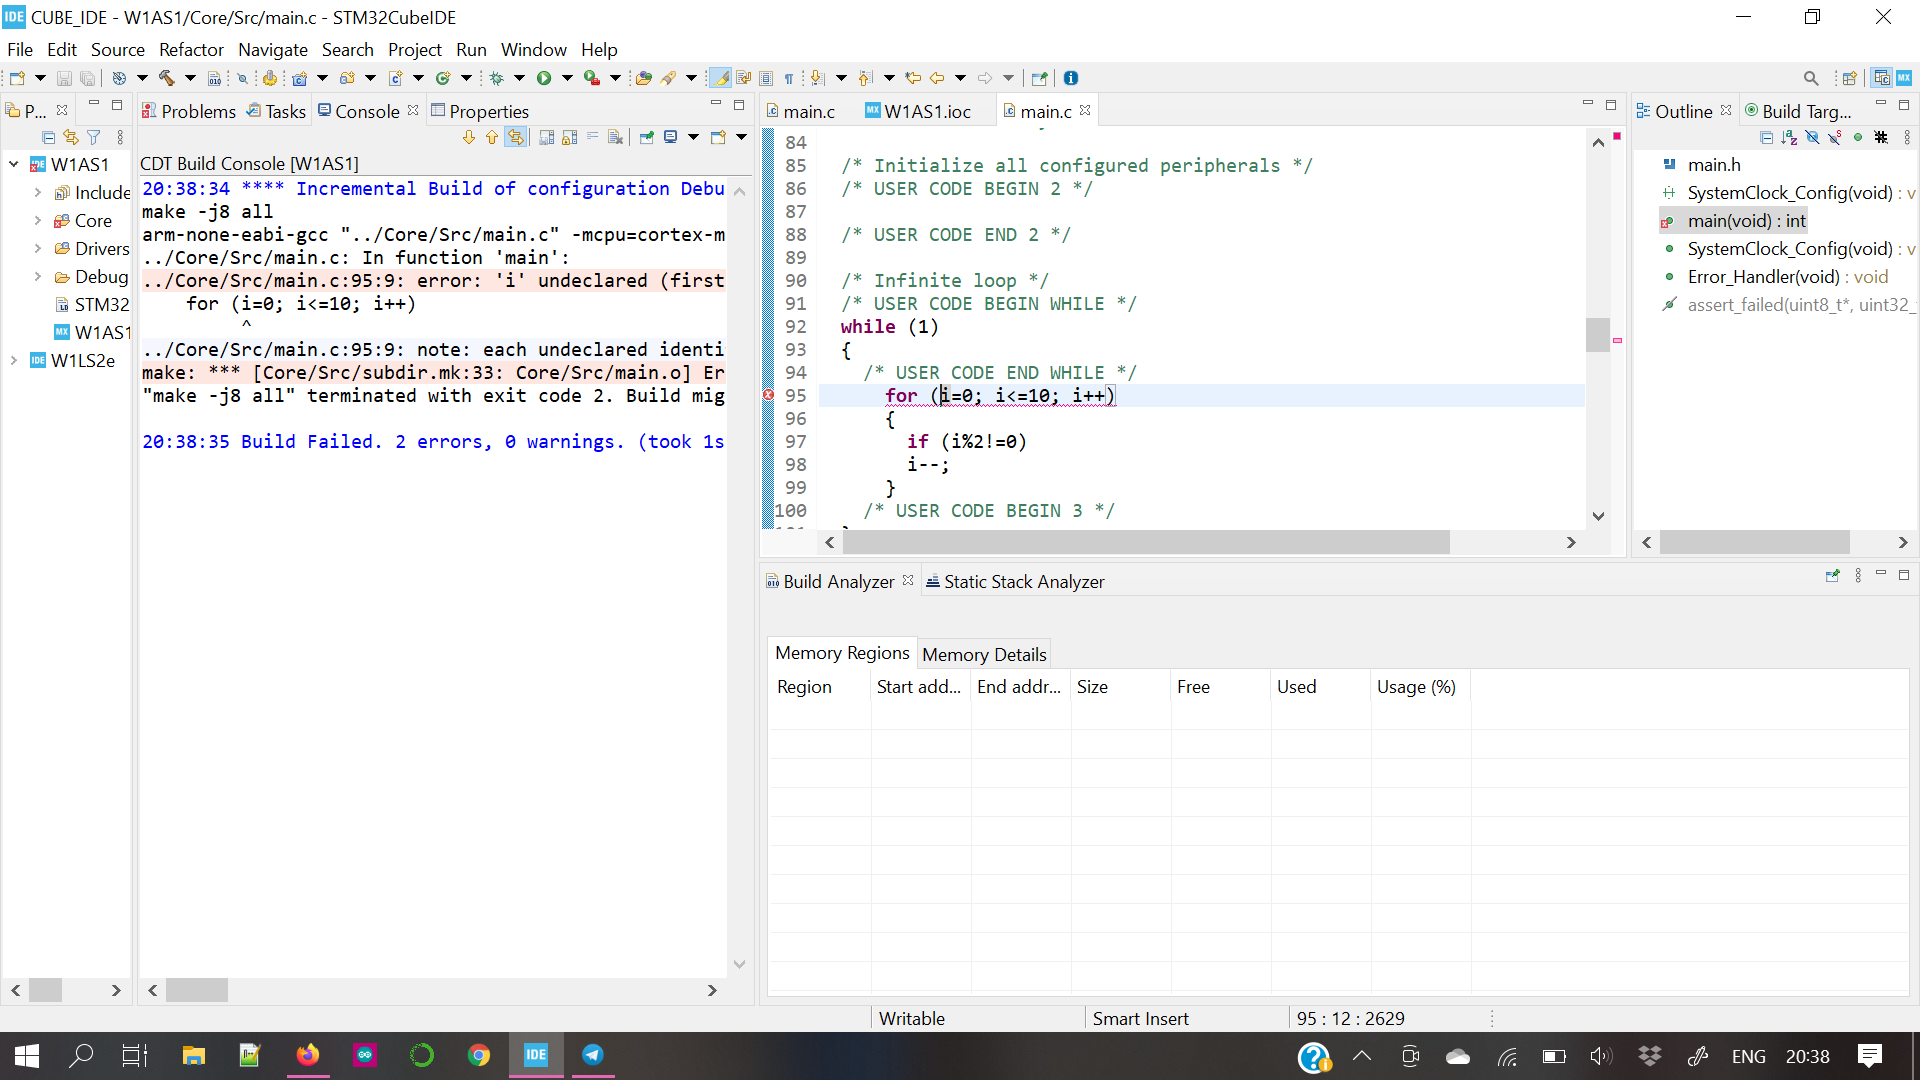 CUBE_IDE - W1AS1/Core/Src/main.c - STM32CubeIDE
File Edit Source Refactor Navigate Search Project Run Window Help
P...
W1AS1
Include
Core
Drivers
Debug
STM32
W1AS1
W1LS2e
Problems Tasks Console Properties
CDT Build Console [W1AS1]
20:38:34 **** Incremental Build of configuration Debu
make -j8 all
arm-none-eabi-gcc "../Core/Src/main.c" -mcpu=cortex-m
../Core/Src/main.c: In function 'main':
../Core/Src/main.c:95:9: error: 'i' undeclared (first
for (i=0; i<=10; i++)
^
../Core/Src/main.c:95:9: note: each undeclared identi
make: *** [Core/Src/subdir.mk:33: Core/Src/main.o] Er
"make -j8 all" terminated with exit code 2. Build mig
20:38:35 Build Failed. 2 errors, 0 warnings. (took 1s
main.c W1AS1.ioc main.c
84
85 /* Initialize all configured peripherals */
86 /* USER CODE BEGIN 2 */
87
88 /* USER CODE END 2 */
89
90 /* Infinite loop */
91 /* USER CODE BEGIN WHILE */
92 while (1)
93 {
94 /* USER CODE END WHILE */
95 for (i=0; i<=10; i++)
96 {
97 if (i%2!=0)
98 i--;
99 }
100 /* USER CODE BEGIN 3 */
Outline Build Targ...
main.h
SystemClock_Config(void) : v
main(void) : int
SystemClock_Config(void) : v
Error_Handler(void) : void
assert_failed(uint8_t*, uint32_
Build Analyzer Static Stack Analyzer
Memory Regions Memory Details
Region Start add... End addr... Size Free Used Usage (%)
Writable Smart Insert 95 : 12 : 2629
IDE ENG 20:38